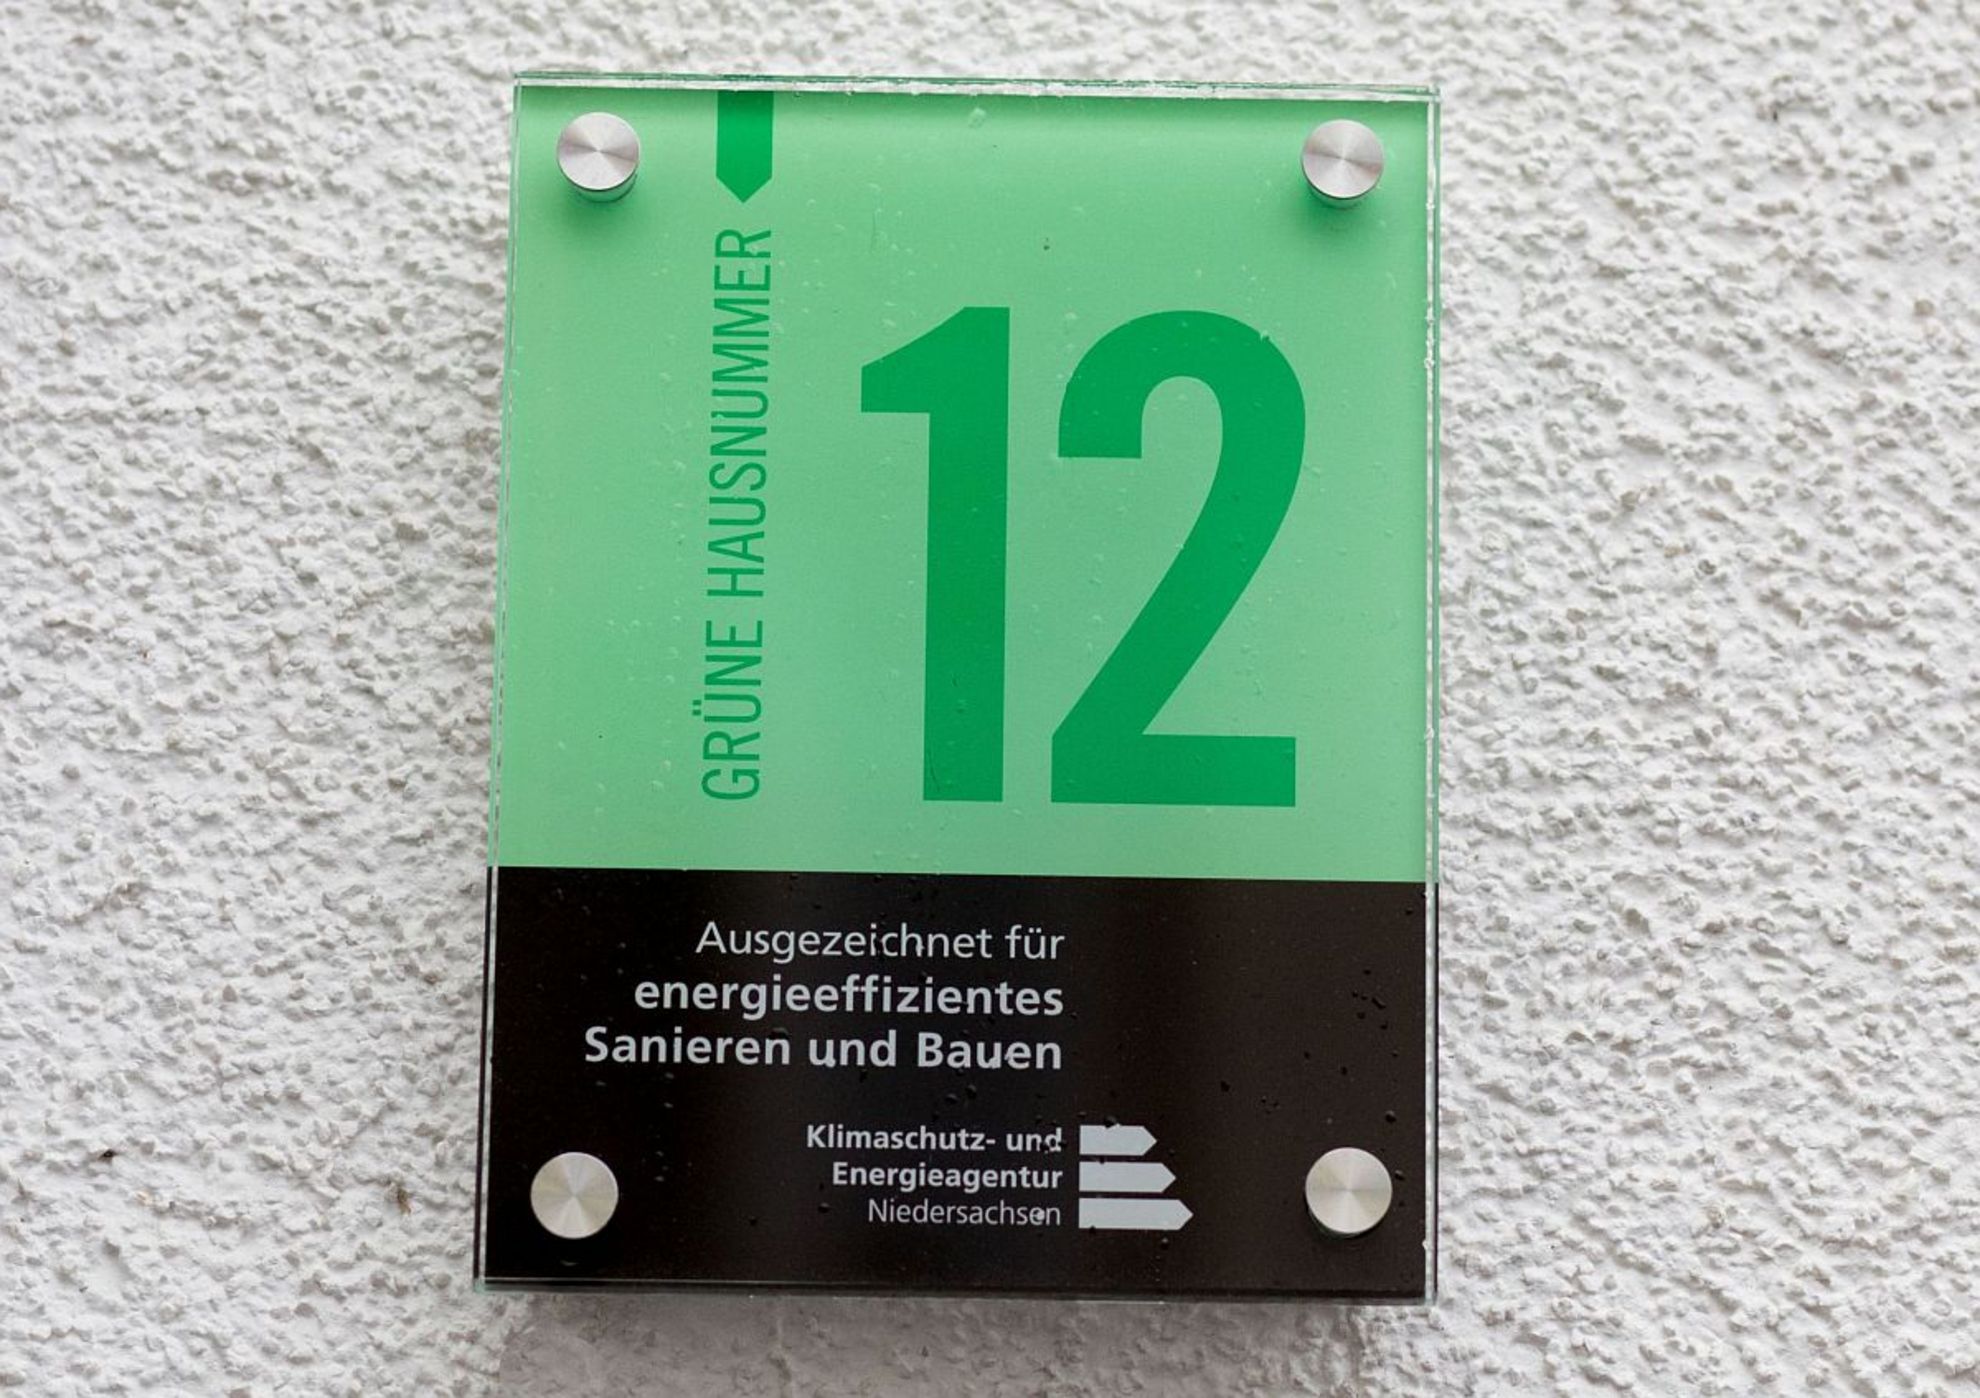 GRÜNE HAUSNUMMER
12
Ausgezeichnet für
energieeffizientes
Sanieren und Bauen
Klimaschutz- und
Energieagentur
Niedersachsen